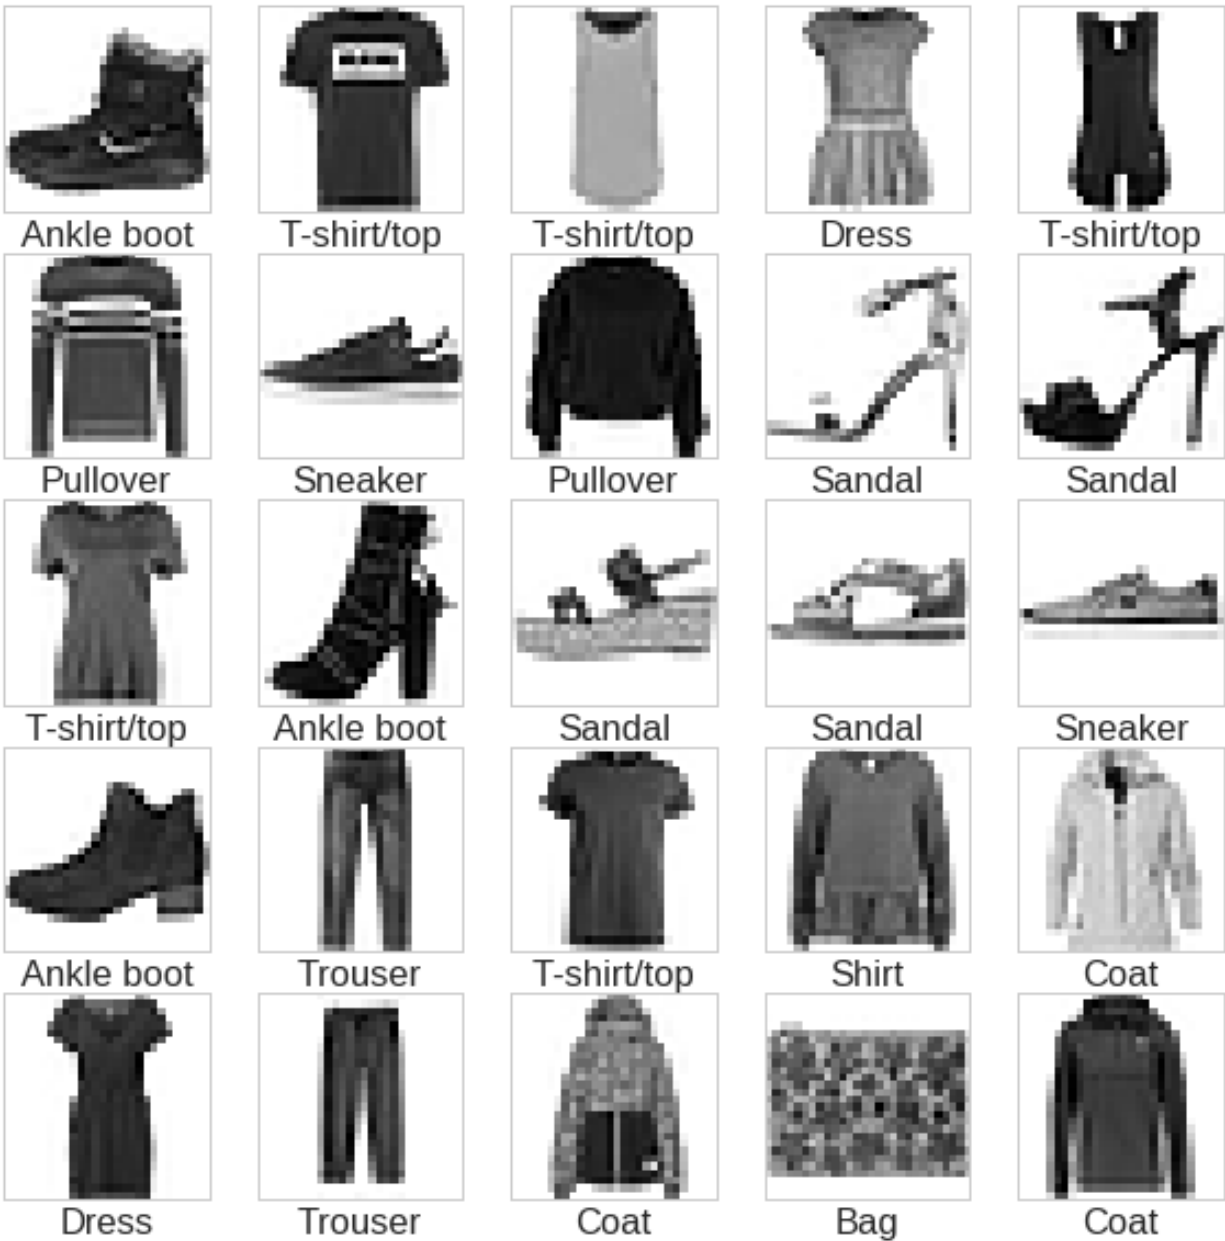 Ankle boot T-shirt/top T-shirt/top Dress T-shirt/top
Pullover Sneaker Pullover Sandal Sandal
T-shirt/top Ankle boot Sandal Sandal Sneaker
Ankle boot Trouser T-shirt/top Shirt Coat
Dress Trouser Coat Bag Coat